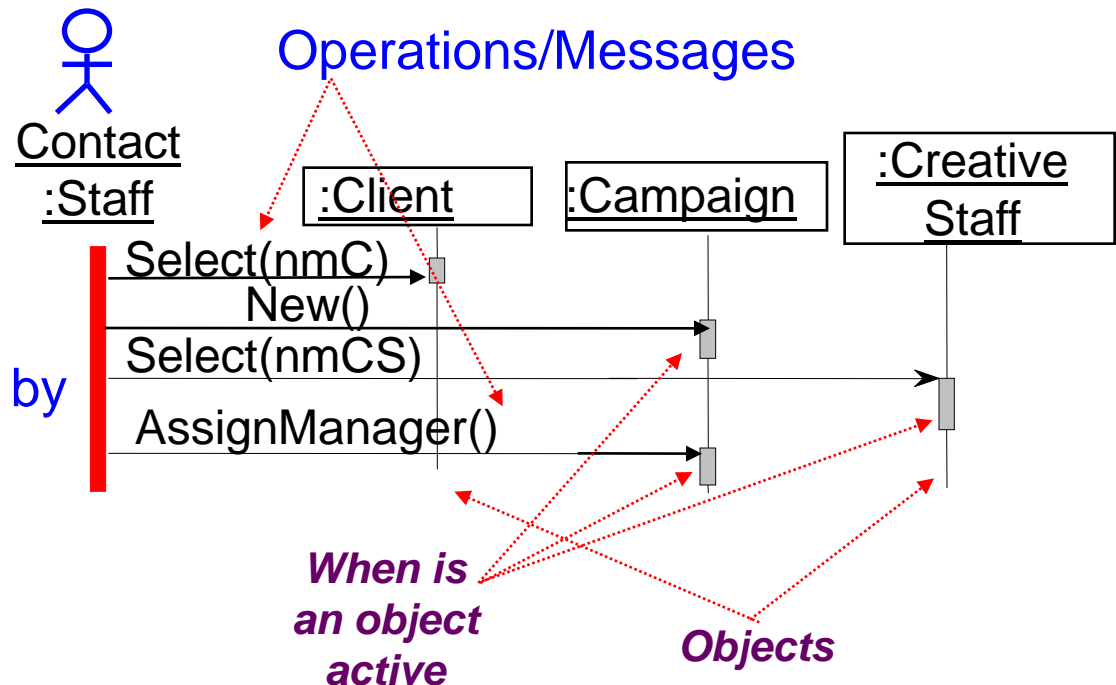 Operations/Messages
Contact
:Staff
:Client
:Campaign
:Creative
Staff
Select(nmC)
New()
Select(nmCS)
by
AssignManager()
When is
an object
active
Objects